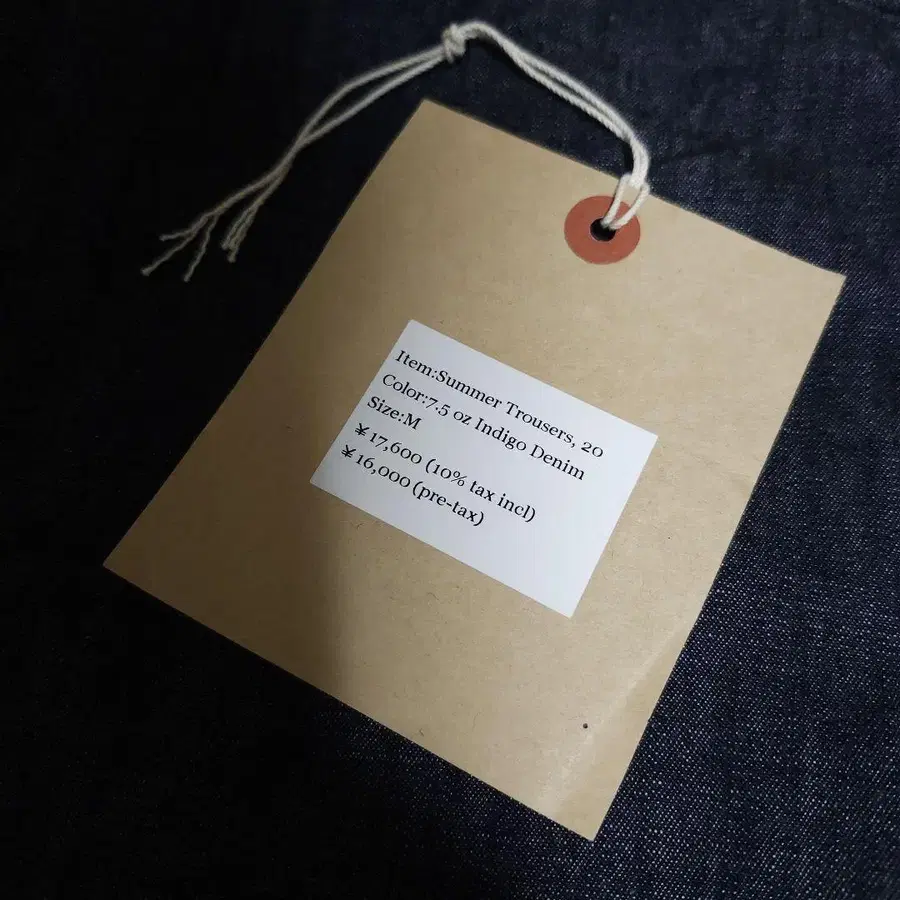 Item:Summer Trousers, 20
Color:7.5 oz Indigo Denim
Size:M
¥17,600 (10% tax incl)
¥16,000 (pre-tax)